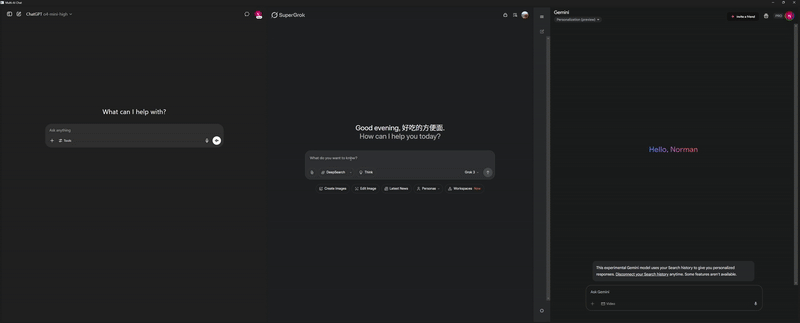 Multi AI Chat
ChatGPT o4-mini-high
What can I help with?
Ask anything
Tools
SuperGrok
Good evening, 好吃的方便面.
How can I help you today?
What do you want to know?
DeepSearch
Think
Grok 3
Create Images
Edit Image
Latest News
Personas
Workspaces New
Gemini
Personalization (preview)
Invite a friend
PRO
N
Hello, Norman
This experimental Gemini model uses your Search history to give you personalized
responses. Disconnect your Search history anytime. Some features aren't available.
Ask Gemini
Video